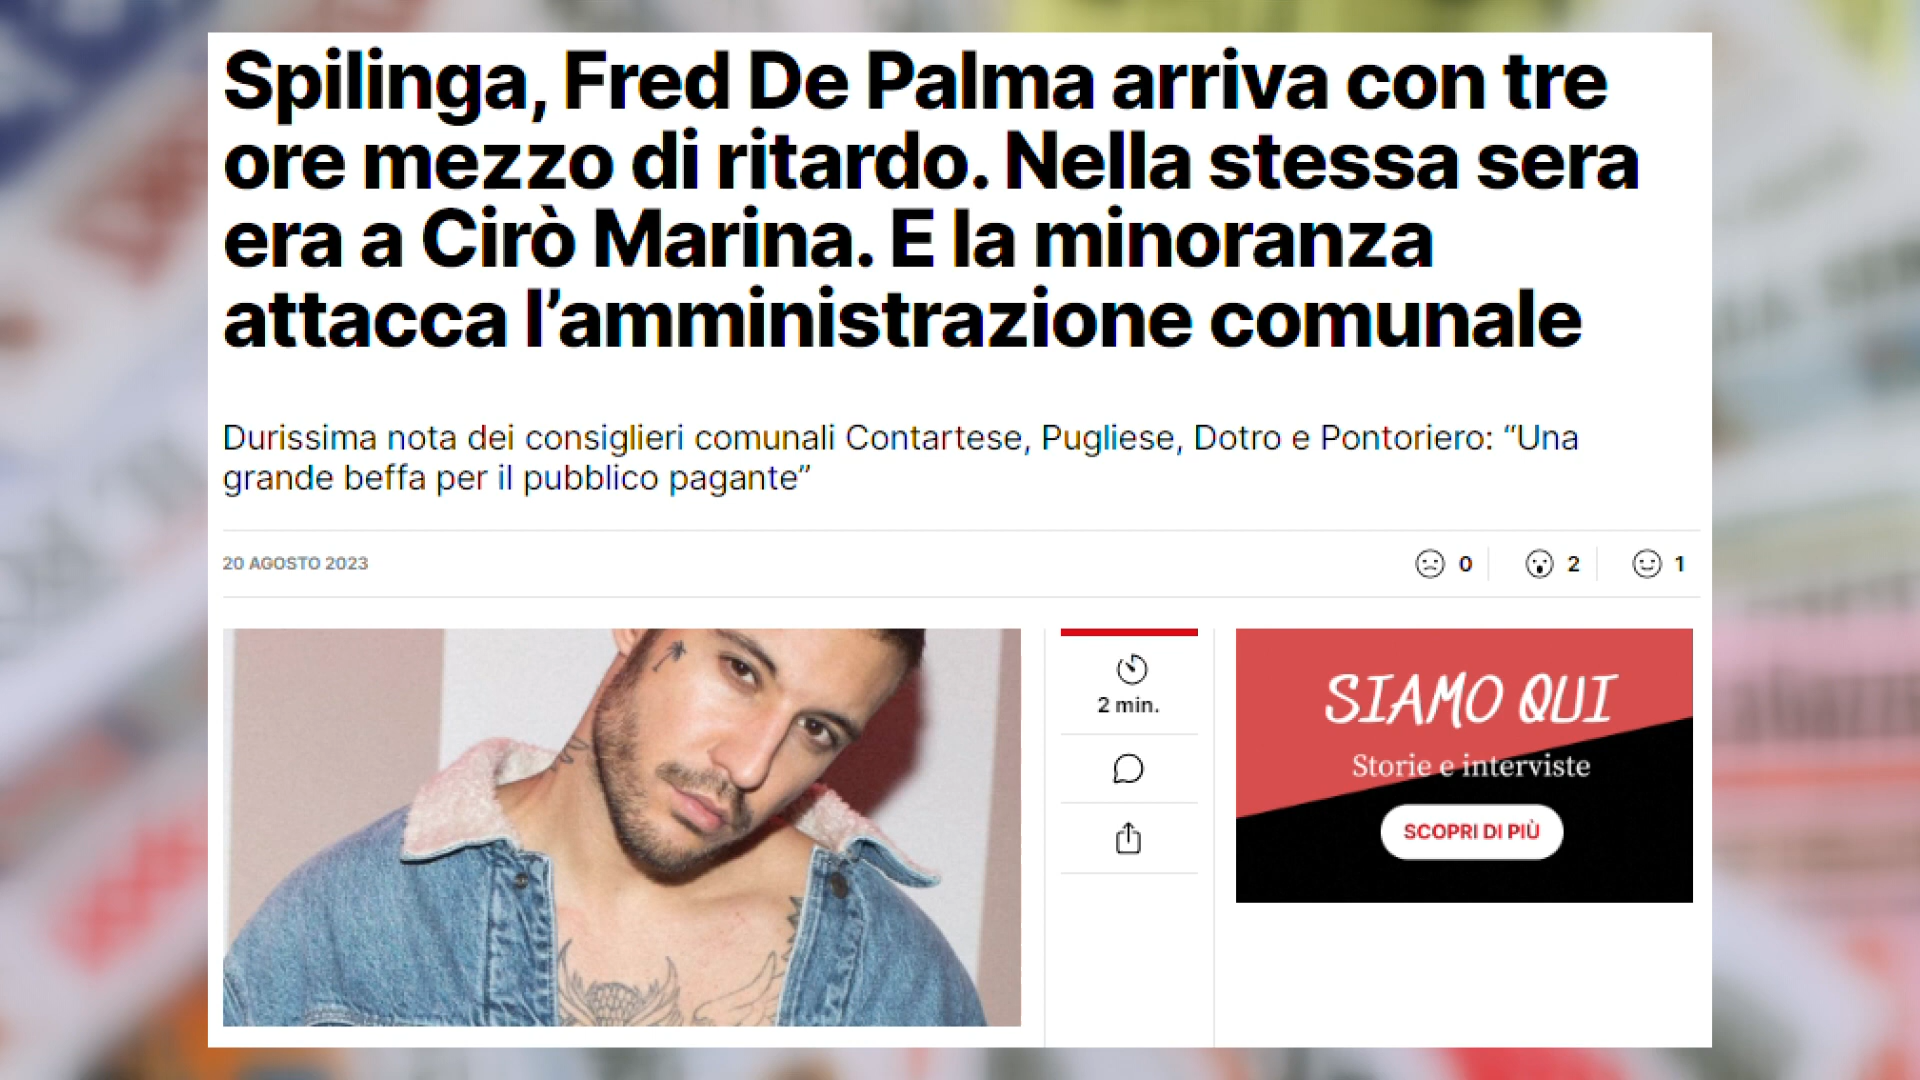 Spilinga, Fred De Palma arriva con tre
ore mezzo di ritardo. Nella stessa sera
era a Cirò Marina. E la minoranza
attacca l’amministrazione comunale
Durissima nota dei consiglieri comunali Contartese, Pugliese, Dotro e Pontoriero: “Una
grande beffa per il pubblico pagante”
20 AGOSTO 2023
0
2
1
2 min.
SIAMO QUI
Storie e interviste
SCOPRI DI PIÙ